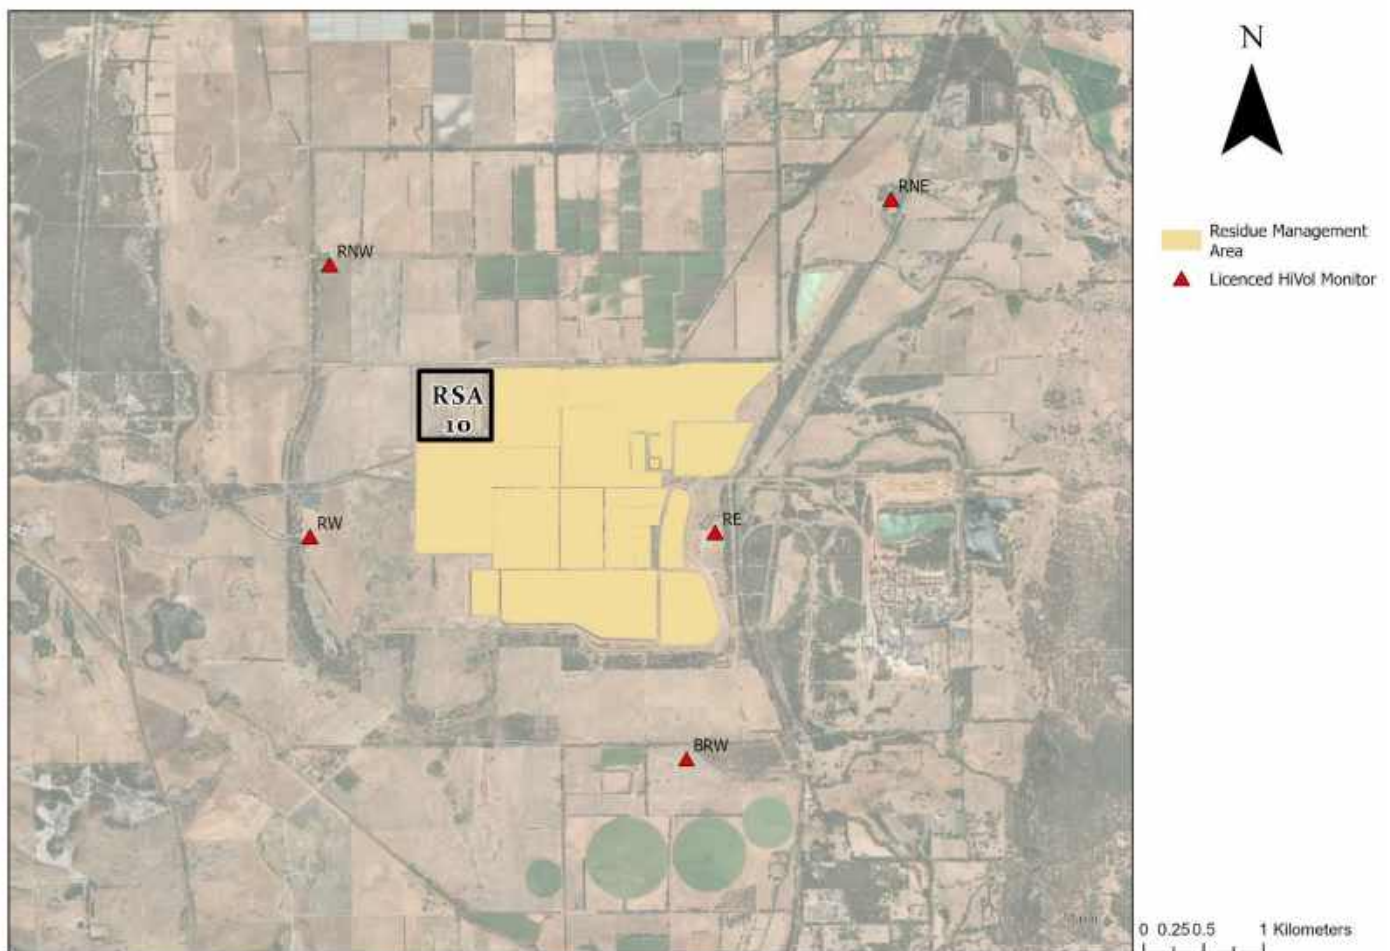 N
RNE
Residue Management
Area
RNW
Licenced HiVol Monitor
RSA
10
RW
RE
BRW
0 0.25 0.5 1 Kilometers